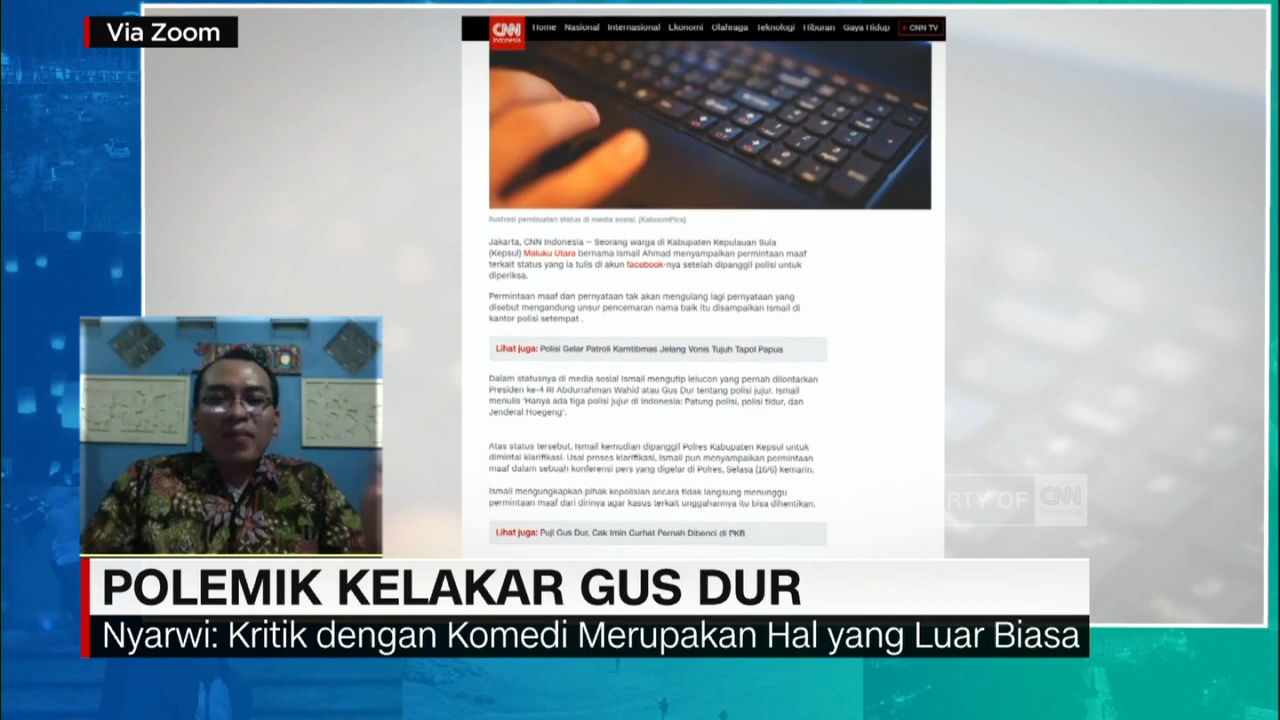 Via Zoom
CNN Indonesia
Home Nasional Internasional Ekonomi Olahraga Teknologi Hiburan Gaya Hidup CNN TV
Ilustrasi pembuatan status di media sosial. (KaboomPics)
Jakarta, CNN Indonesia -- Seorang warga di Kabupaten Kepulauan Sula
(Kepsul) Maluku Utara bernama Ismail Ahmad menyampaikan permintaan maaf
terkait status yang ia tulis di akun facebook-nya setelah dipanggil polisi untuk
diperiksa.
Permintaan maaf dan pernyataan tak akan mengulang lagi pernyataan yang
disebut mengandung unsur pencemaran nama baik itu disampaikan Ismail di
kantor polisi setempat .
Lihat juga: Polisi Gelar Patroli Kamtibmas Jelang Vonis Tujuh Tapol Papua
Dalam statusnya di media sosial Ismail mengutip lelucon yang pernah dilontarkan
Presiden ke-4 RI Abdurrahman Wahid atau Gus Dur tentang polisi jujur. Ismail
menulis 'Hanya ada tiga polisi jujur di Indonesia: Patung polisi, polisi tidur, dan
Jenderal Hoegeng'.
Atas status tersebut, Ismail kemudian dipanggil Polres Kabupaten Kepsul untuk
dimintai klarifikasi. Usai proses klarifikasi, Ismail pun menyampaikan permintaan
maaf dalam sebuah konferensi pers yang digelar di Polres, Selasa (16/6) kemarin.
Ismail mengungkapkan pihak kepolisian secara tidak langsung menunggu
permintaan maaf dari dirinya agar kasus terkait unggahannya itu bisa dihentikan.
Lihat juga: Puji Gus Dur, Cak Imin Curhat Pernah Dibenci di PKB
RTY OF CNN Indonesia
POLEMIK KELAKAR GUS DUR
Nyarwi: Kritik dengan Komedi Merupakan Hal yang Luar Biasa